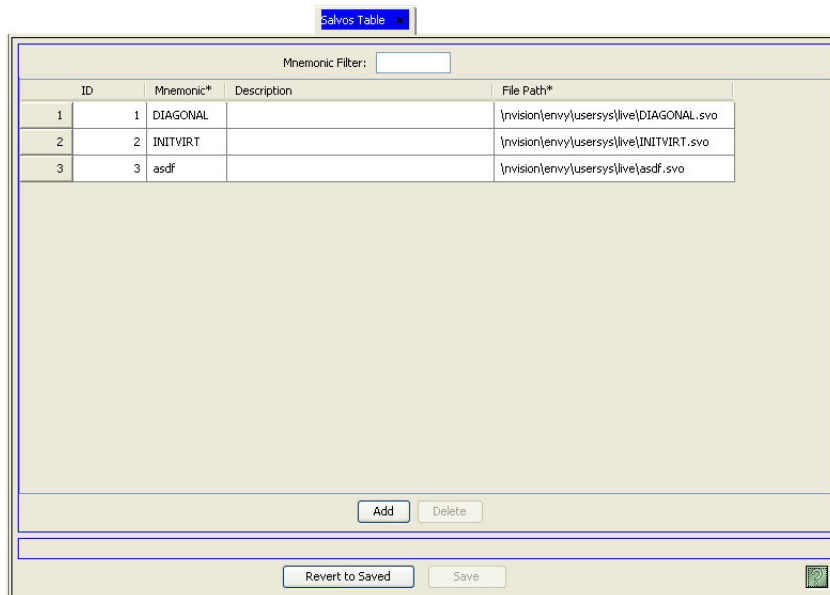 Salvos Table x
Mnemonic Filter:
ID Mnemonic* Description File Path*
1 1 DIAGONAL \nvision\envy\usersys\live\DIAGONAL.svo
2 2 INITVIRT \nvision\envy\usersys\live\INITVIRT.svo
3 3 asdf \nvision\envy\usersys\live\asdf.svo
Add Delete
Revert to Saved Save ?